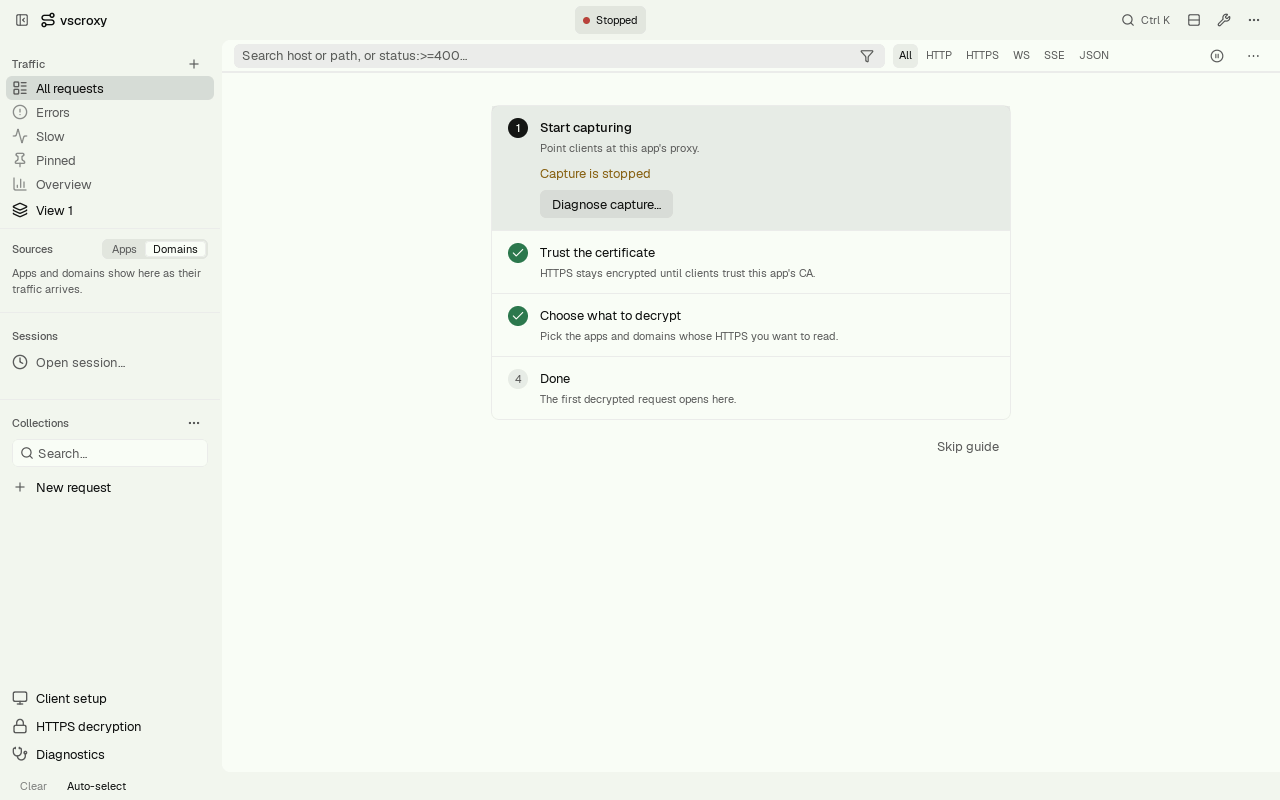 vscroxy
Stopped
Ctrl K
Traffic
All requests
Errors
Slow
Pinned
Overview
View 1
Sources
Apps
Domains
Apps and domains show here as their
traffic arrives.
Sessions
Open session...
Collections
Search...
New request
Client setup
HTTPS decryption
Diagnostics
Clear
Auto-select
Search host or path, or status:>=400...
All
HTTP
HTTPS
WS
SSE
JSON
1
Start capturing
Point clients at this app's proxy.
Capture is stopped
Diagnose capture...
Trust the certificate
HTTPS stays encrypted until clients trust this app's CA.
Choose what to decrypt
Pick the apps and domains whose HTTPS you want to read.
4
Done
The first decrypted request opens here.
Skip guide